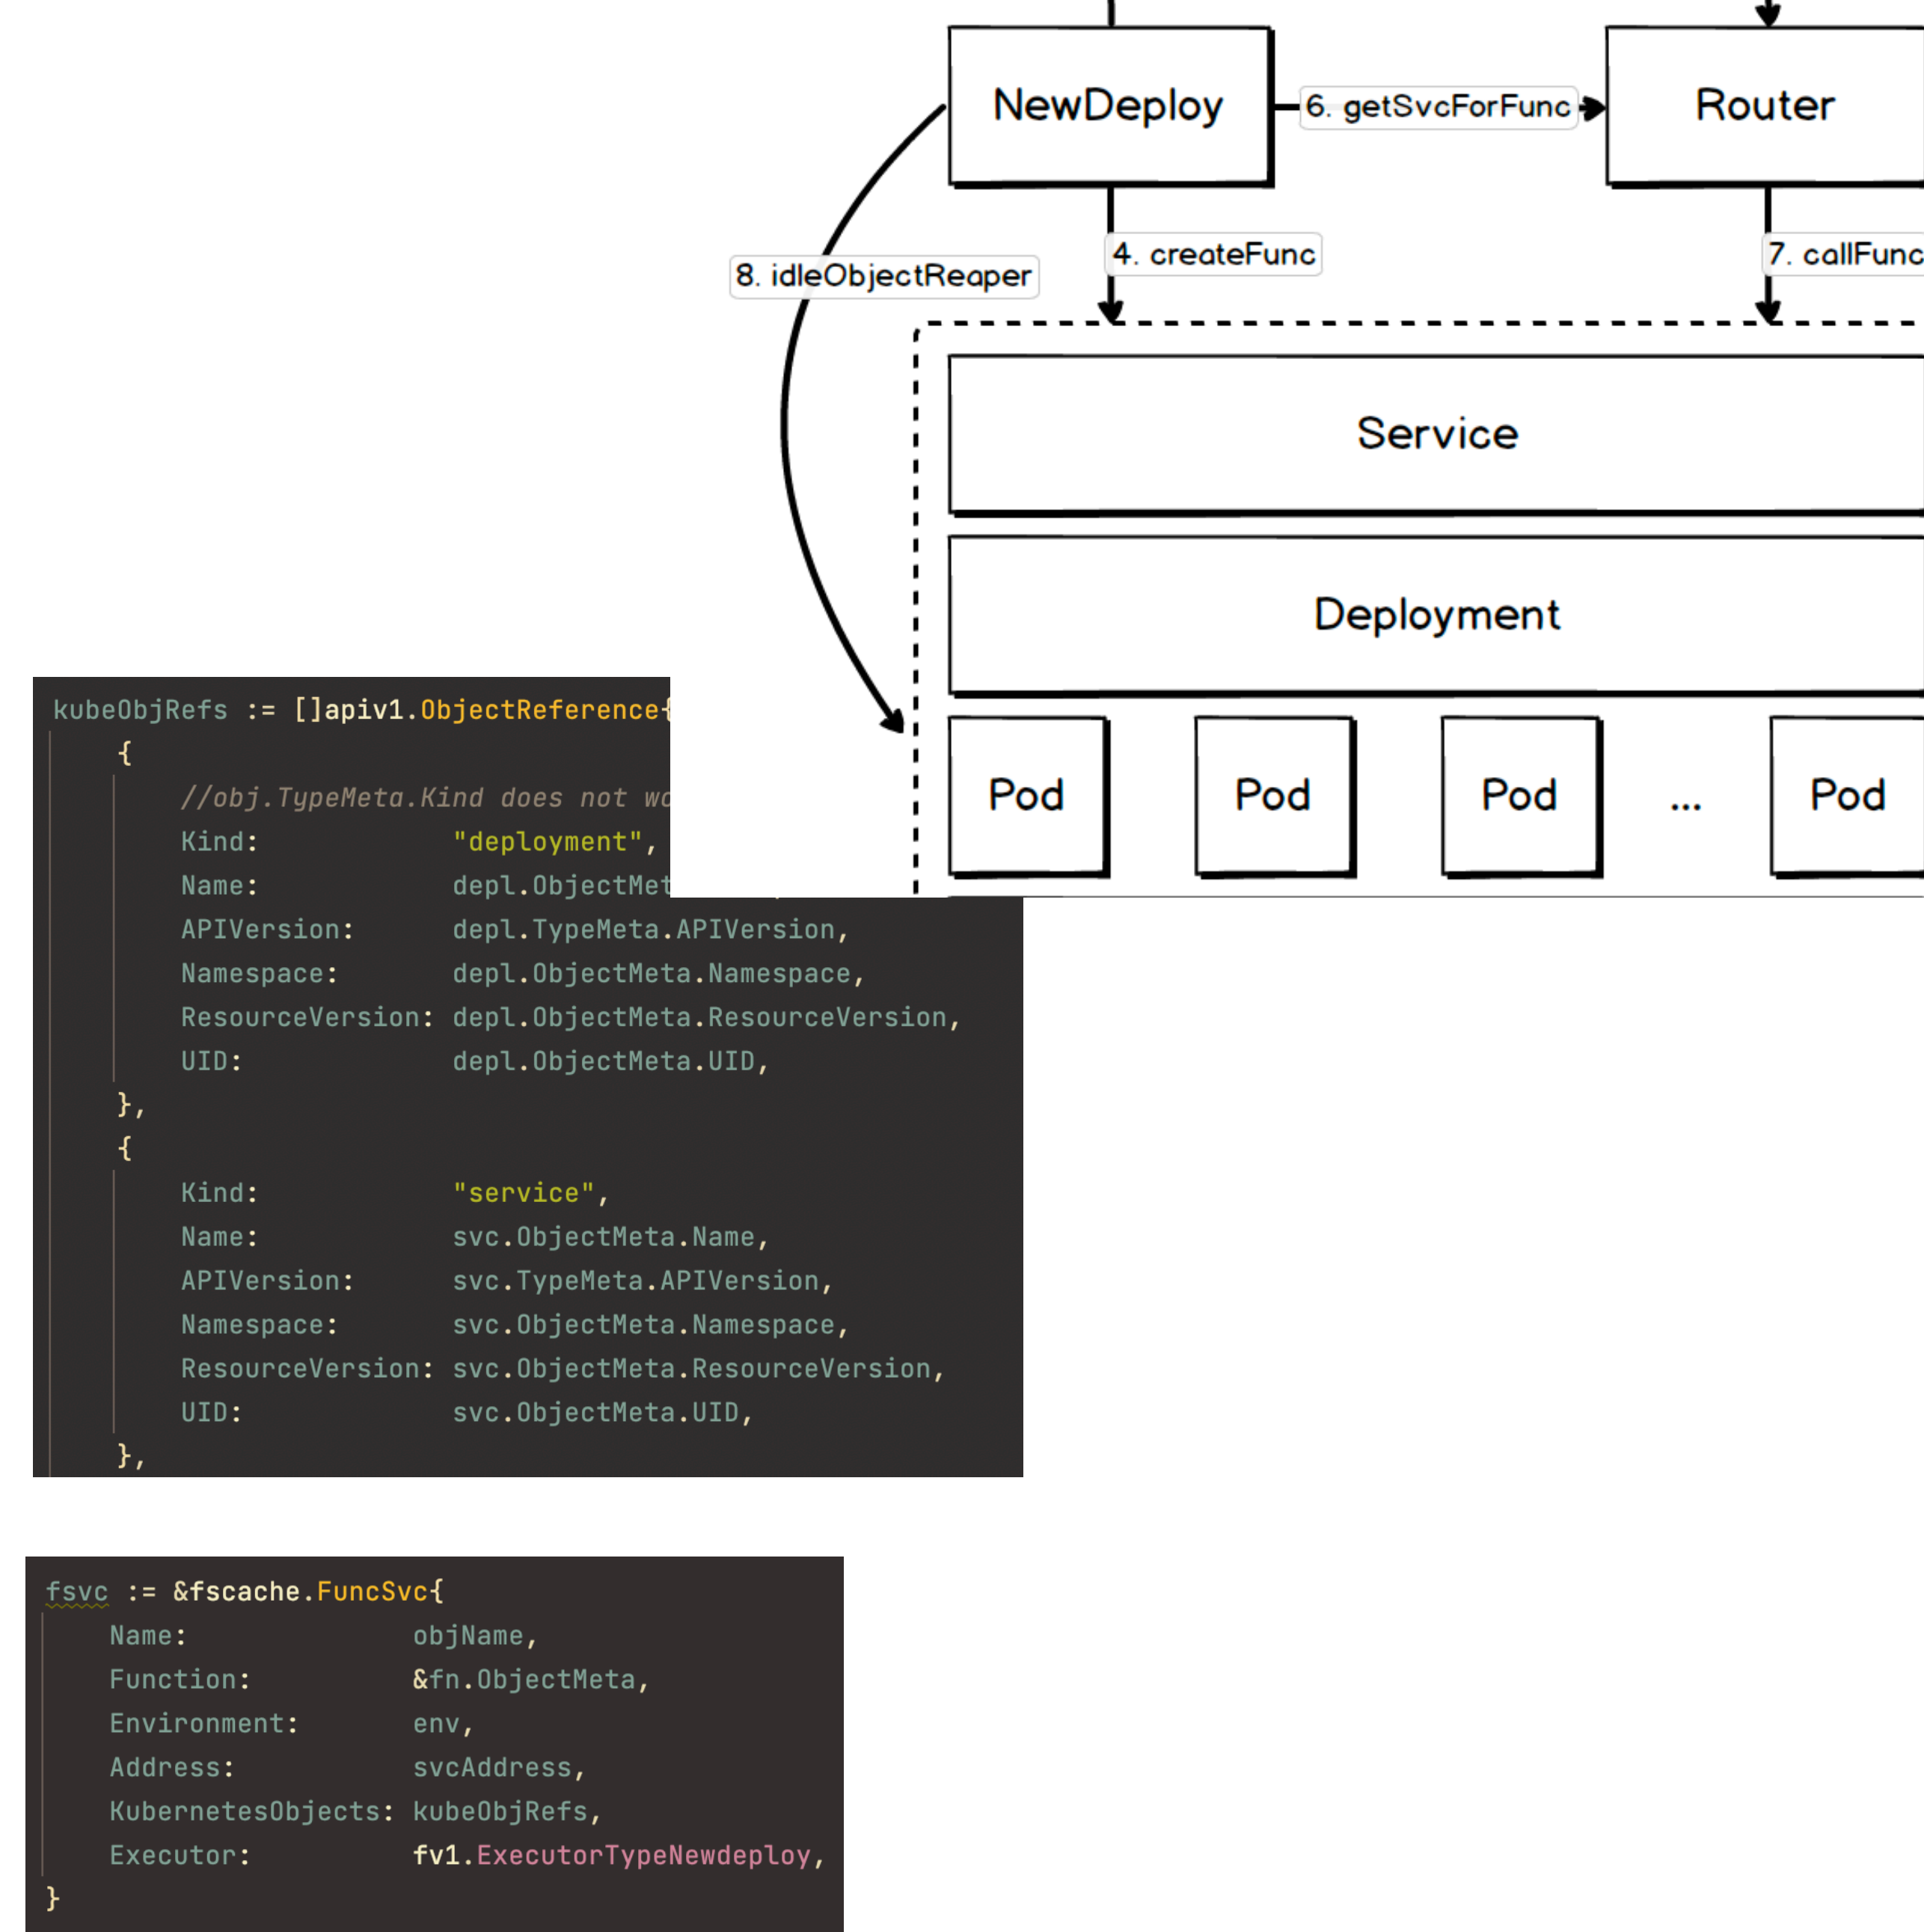 NewDeploy
6. getSvcForFunc
Router
8. idleObjectReaper
4. createFunc
7. callFunc
Service
Deployment
Pod
Pod
Pod
...
Pod
kubeObjRefs := []apiv1.ObjectReference{
{
//obj.TypeMeta.Kind does not
Kind: "deployment",
Name: depl.
APIVersion: depl.TypeMeta.APIVersion,
Namespace: depl.ObjectMeta.Namespace,
ResourceVersion: depl.ObjectMeta.ResourceVersion,
UID: depl.ObjectMeta.UID,
},
{
Kind: "service",
Name: svc.ObjectMeta.Name,
APIVersion: svc.TypeMeta.APIVersion,
Namespace: svc.ObjectMeta.Namespace,
ResourceVersion: svc.ObjectMeta.ResourceVersion,
UID: svc.ObjectMeta.UID,
},
fsvc := &fscache.FuncSvc{
Name: objName,
Function: &fn.ObjectMeta,
Environment: env,
Address: svcAddress,
KubernetesObjects: kubeObjRefs,
Executor: fv1.ExecutorTypeNewdeploy,
}